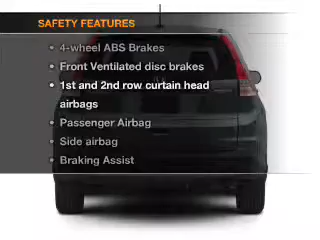 SAFETY FEATURES
• 4-wheel ABS Brakes
• Front Ventilated disc brakes
• 1st and 2nd row curtain head
airbags
• Passenger Airbag
• Side airbag
• Braking Assist